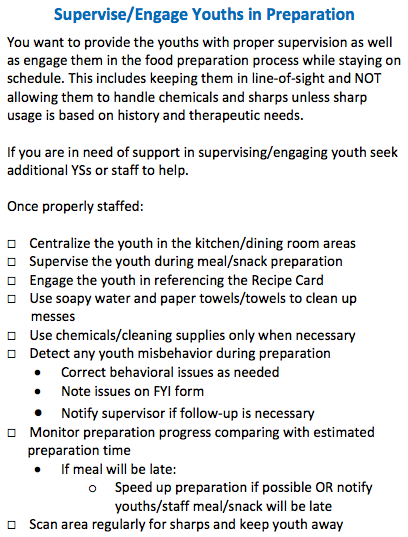 Supervise/Engage Youths in Preparation
You want to provide the youths with proper supervision as well
as engage them in the food preparation process while staying on
schedule. This includes keeping them in line-of-sight and NOT
allowing them to handle chemicals and sharps unless sharp
usage is based on history and therapeutic needs.
If you are in need of support in supervising/engaging youth seek
additional YSs or staff to help.
Once properly staffed:
□ Centralize the youth in the kitchen/dining room areas
□ Supervise the youth during meal/snack preparation
□ Engage the youth in referencing the Recipe Card
□ Use soapy water and paper towels/towels to clean up
messes
□ Use chemicals/cleaning supplies only when necessary
□ Detect any youth misbehavior during preparation
• Correct behavioral issues as needed
• Note issues on FYI form
• Notify supervisor if follow-up is necessary
□ Monitor preparation progress comparing with estimated
preparation time
• If meal will be late:
o Speed up preparation if possible OR notify
youths/staff meal/snack will be late
□ Scan area regularly for sharps and keep youth away